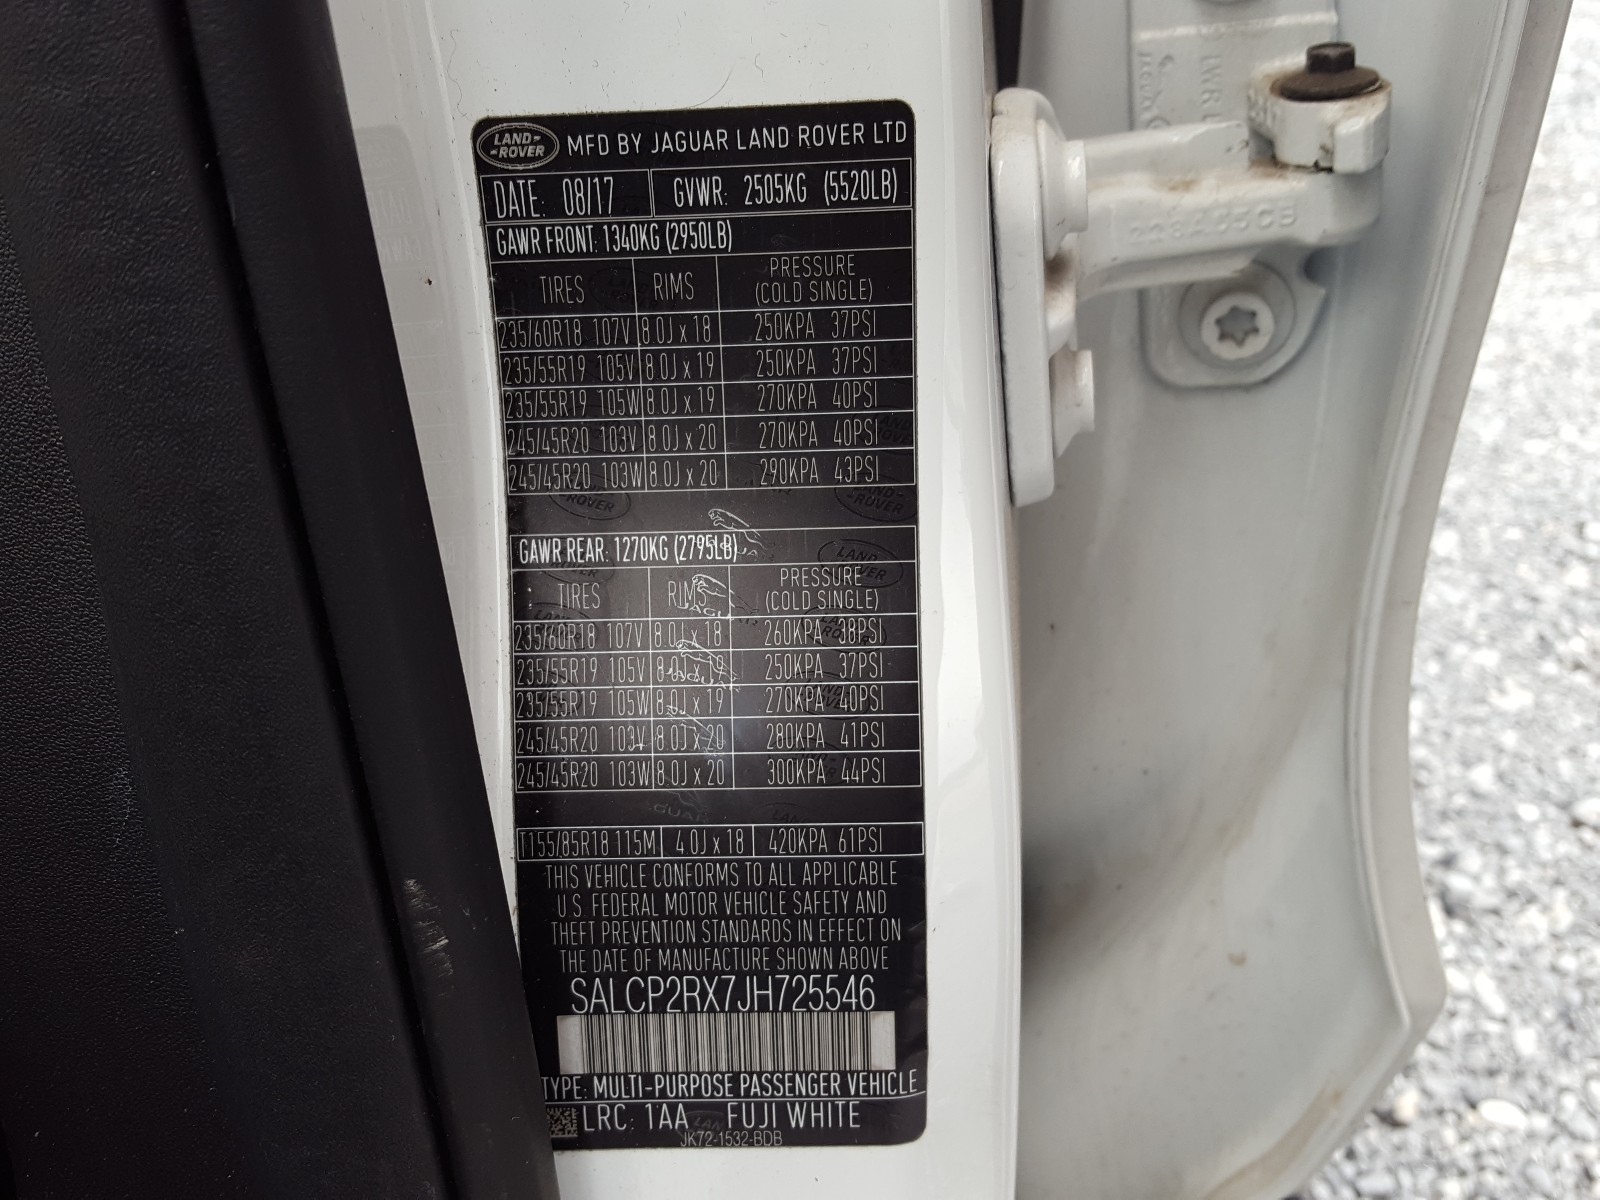 LAND-
-ROVER
MFD BY JAGUAR LAND ROVER LTD
DATE: 08/17 GVWR: 2505KG (5520LB)
GAWR FRONT: 1340KG (2950LB)
TIRES RIMS PRESSURE (COLD SINGLE)
235/60R18 107V 8.0J x 18 250KPA 37PSI
235/55R19 105V 8.0J x 19 250KPA 37PSI
235/55R19 105W 8.0J x 19 270KPA 40PSI
245/45R20 103V 8.0J x 20 270KPA 40PSI
245/45R20 103W 8.0J x 20 290KPA 43PSI
GAWR REAR: 1270KG (2795LB)
TIRES RIMS PRESSURE (COLD SINGLE)
235/60R18 107V 8.0J x 18 260KPA 38PSI
235/55R19 105V 8.0J x 19 250KPA 37PSI
235/55R19 105W 8.0J x 19 270KPA 40PSI
245/45R20 103V 8.0J x 20 280KPA 41PSI
245/45R20 103W 8.0J x 20 300KPA 44PSI
T155/85R18 115M 4.0J x 18 420KPA 61PSI
THIS VEHICLE CONFORMS TO ALL APPLICABLE
U.S. FEDERAL MOTOR VEHICLE SAFETY AND
THEFT PREVENTION STANDARDS IN EFFECT ON
THE DATE OF MANUFACTURE SHOWN ABOVE
SALCP2RX7JH725546
TYPE: MULTI-PURPOSE PASSENGER VEHICLE
LRC: 1AA FUJI WHITE
JK72-1532-BDB